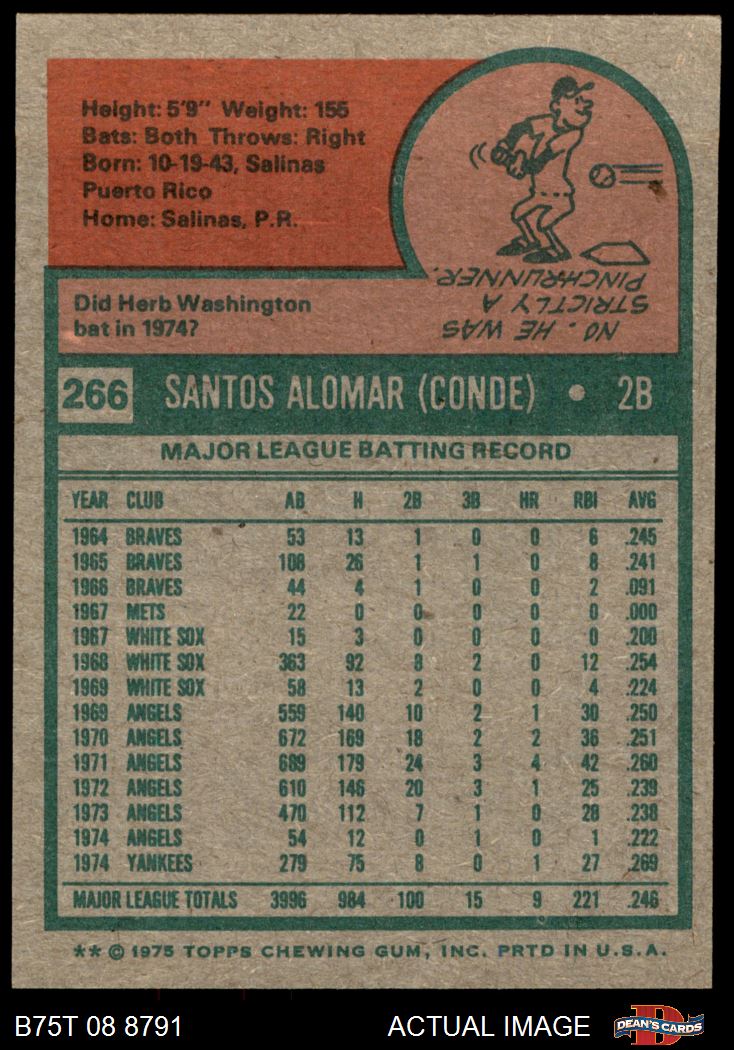 Height: 5'9" Weight: 155
Bats: Both Throws: Right
Born: 10-19-43, Salinas
Puerto Rico
Home: Salinas, P.R.
Did Herb Washington
bat in 1974?
NO. HE WAS
STRICTLY A
PINCHRUNNER.
266 SANTOS ALOMAR (CONDE) • 2B
MAJOR LEAGUE BATTING RECORD
YEAR CLUB AB H 2B 3B HR RBI AVG
1964 BRAVES 53 13 1 0 0 6 .245
1965 BRAVES 108 26 1 1 0 8 .241
1966 BRAVES 44 4 1 0 0 2 .091
1967 METS 22 0 0 0 0 0 .000
1967 WHITE SOX 15 3 0 0 0 0 .200
1968 WHITE SOX 363 92 8 2 0 12 .254
1969 WHITE SOX 58 13 2 0 0 4 .224
1969 ANGELS 559 140 10 2 1 30 .250
1970 ANGELS 672 169 18 2 2 36 .251
1971 ANGELS 689 179 24 3 4 42 .260
1972 ANGELS 610 146 20 3 1 25 .239
1973 ANGELS 470 112 7 1 0 28 .238
1974 ANGELS 54 12 0 1 0 1 .222
1974 YANKEES 279 75 8 0 1 27 .269
MAJOR LEAGUE TOTALS 3996 984 100 15 9 221 .246
** © 1975 TOPPS CHEWING GUM, INC. PRTD IN U.S.A.
B75T 08 8791 ACTUAL IMAGE DEAN'S CARDS